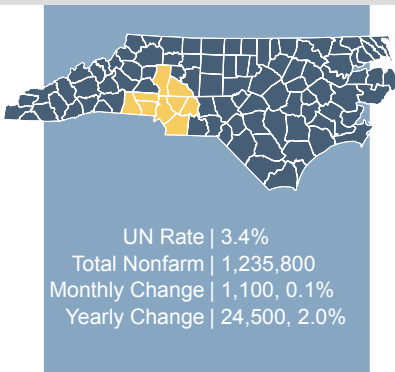 UN Rate | 3.4%
Total Nonfarm | 1,235,800
Monthly Change | 1,100, 0.1%
Yearly Change | 24,500, 2.0%